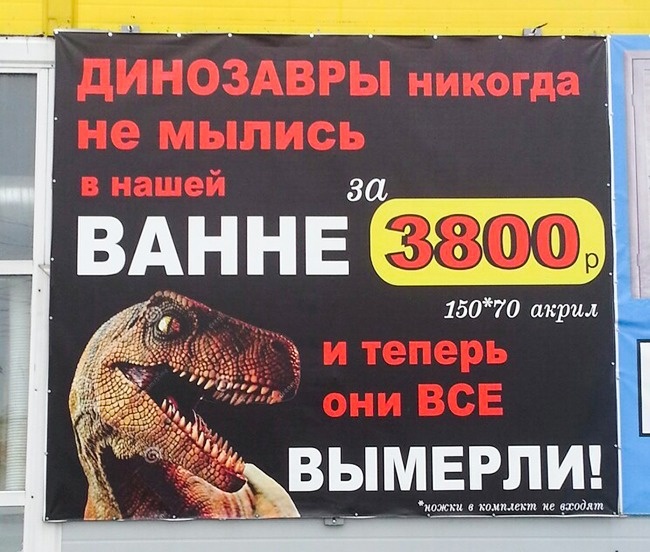 ДИНОЗАВРЫ никогда
не мылись
в нашей за
ВАННЕ 3800р
150*70 акрил
и теперь
они ВСЕ
ВЫМЕРЛИ!
*ножки в комплект не входят